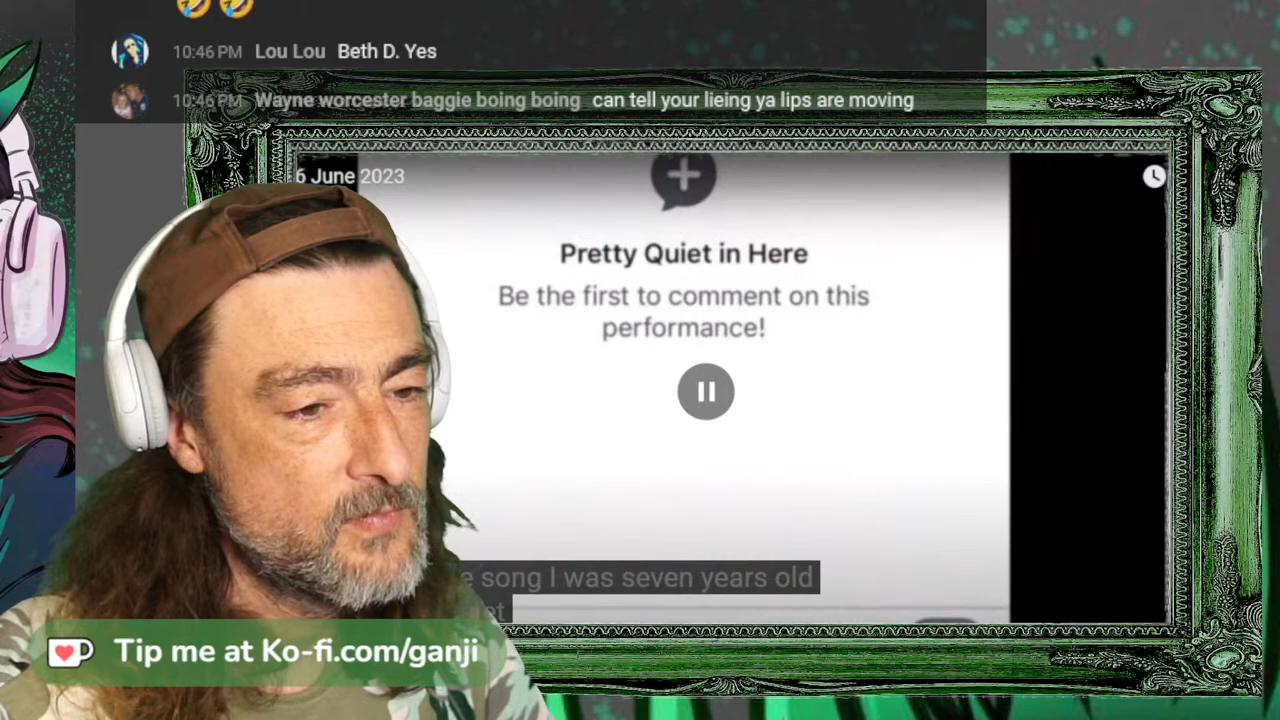 10:46 PM Lou Lou Beth D. Yes
10:46 PM Wayne worcester baggie boing boing can tell your lieing ya lips are moving
6 June 2023
Pretty Quiet in Here
Be the first to comment on this
performance!
song I was seven years old
Tip me at Ko-fi.com/ganji